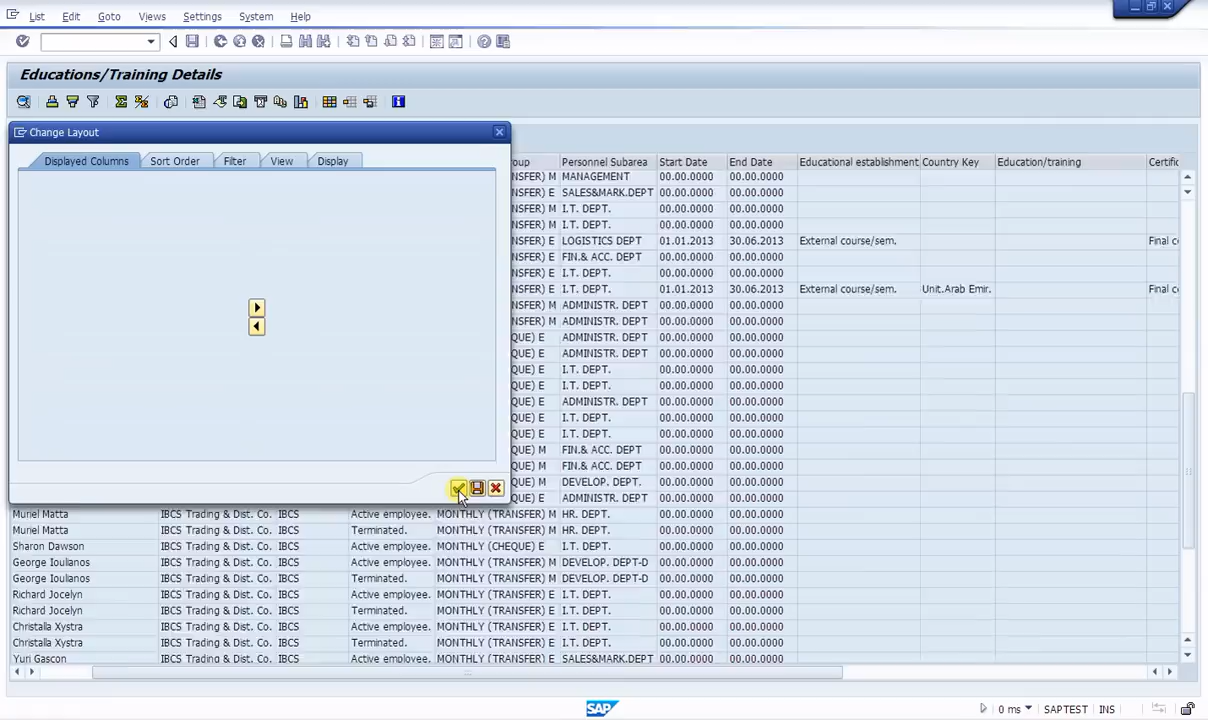 List Edit Goto Views Settings System Help
Educations/Training Details
Change Layout
Displayed Columns Sort Order Filter View Display
Personnel Subarea Start Date End Date Educational establishment Country Key Education/training
NSFER) M MANAGEMENT 00.00.0000 00.00.0000
NSFER) E SALES&MARK.DEPT 00.00.0000 00.00.0000
NSFER) M I.T. DEPT. 00.00.0000 00.00.0000
NSFER) M I.T. DEPT. 00.00.0000 00.00.0000
NSFER) E LOGISTICS DEPT 01.01.2013 30.06.2013 External course/sem. Final c
NSFER) E FIN.& ACC. DEPT 00.00.0000 00.00.0000
NSFER) E I.T. DEPT. 00.00.0000 00.00.0000
NSFER) E I.T. DEPT. 01.01.2013 30.06.2013 External course/sem. Unit.Arab Emir. Final c
NSFER) M ADMINISTR. DEPT 00.00.0000 00.00.0000
NSFER) M ADMINISTR. DEPT 00.00.0000 00.00.0000
QUE) E ADMINISTR. DEPT 00.00.0000 00.00.0000
QUE) E ADMINISTR. DEPT 00.00.0000 00.00.0000
QUE) E I.T. DEPT. 00.00.0000 00.00.0000
QUE) E I.T. DEPT. 00.00.0000 00.00.0000
QUE) E ADMINISTR. DEPT 00.00.0000 00.00.0000
QUE) E I.T. DEPT. 00.00.0000 00.00.0000
QUE) E I.T. DEPT. 00.00.0000 00.00.0000
QUE) M FIN.& ACC. DEPT 00.00.0000 00.00.0000
QUE) M FIN.& ACC. DEPT 00.00.0000 00.00.0000
QUE) M DEVELOP. DEPT. 00.00.0000 00.00.0000
QUE) E ADMINISTR. DEPT 00.00.0000 00.00.0000
Muriel Matta IBCS Trading & Dist. Co. IBCS Active employee. MONTHLY (TRANSFER) M HR. DEPT. 00.00.0000 00.00.0000
Muriel Matta IBCS Trading & Dist. Co. IBCS Terminated. MONTHLY (TRANSFER) M HR. DEPT. 00.00.0000 00.00.0000
Sharon Dawson IBCS Trading & Dist. Co. IBCS Active employee. MONTHLY (CHEQUE) E I.T. DEPT. 00.00.0000 00.00.0000
George Ioulianos IBCS Trading & Dist. Co. IBCS Active employee. MONTHLY (TRANSFER) M DEVELOP. DEPT-D 00.00.0000 00.00.0000
George Ioulianos IBCS Trading & Dist. Co. IBCS Terminated. MONTHLY (TRANSFER) M DEVELOP. DEPT-D 00.00.0000 00.00.0000
Richard Jocelyn IBCS Trading & Dist. Co. IBCS Active employee. MONTHLY (TRANSFER) E I.T. DEPT. 00.00.0000 00.00.0000
Richard Jocelyn IBCS Trading & Dist. Co. IBCS Terminated. MONTHLY (TRANSFER) E I.T. DEPT. 00.00.0000 00.00.0000
Christalla Xystra IBCS Trading & Dist. Co. IBCS Active employee. MONTHLY (TRANSFER) E I.T. DEPT. 00.00.0000 00.00.0000
Christalla Xystra IBCS Trading & Dist. Co. IBCS Terminated. MONTHLY (TRANSFER) E I.T. DEPT. 00.00.0000 00.00.0000
Yuri Gascon IBCS Trading & Dist. Co. IBCS Active employee. MONTHLY (TRANSFER) E SALES&MARK.DEPT 00.00.0000 00.00.0000
SAP 0 ms SAPTEST INS